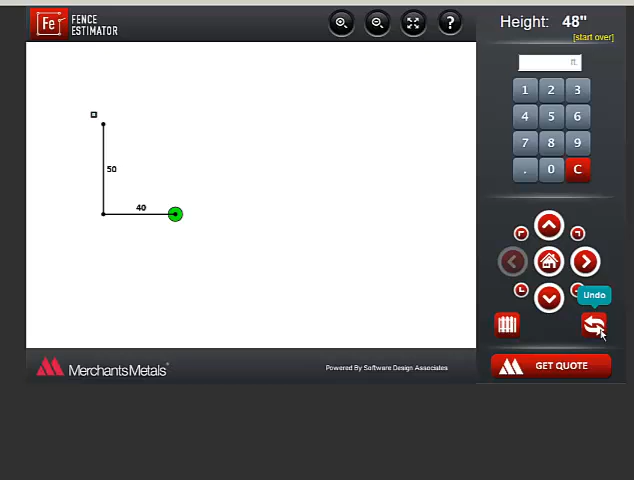 Fe FENCE ESTIMATOR
?
Height: 48"
[start over]
ft.
1 2 3
4 5 6
7 8 9
. 0 C
50
40
Undo
GET QUOTE
MerchantsMetals
Powered By Software Design Associates